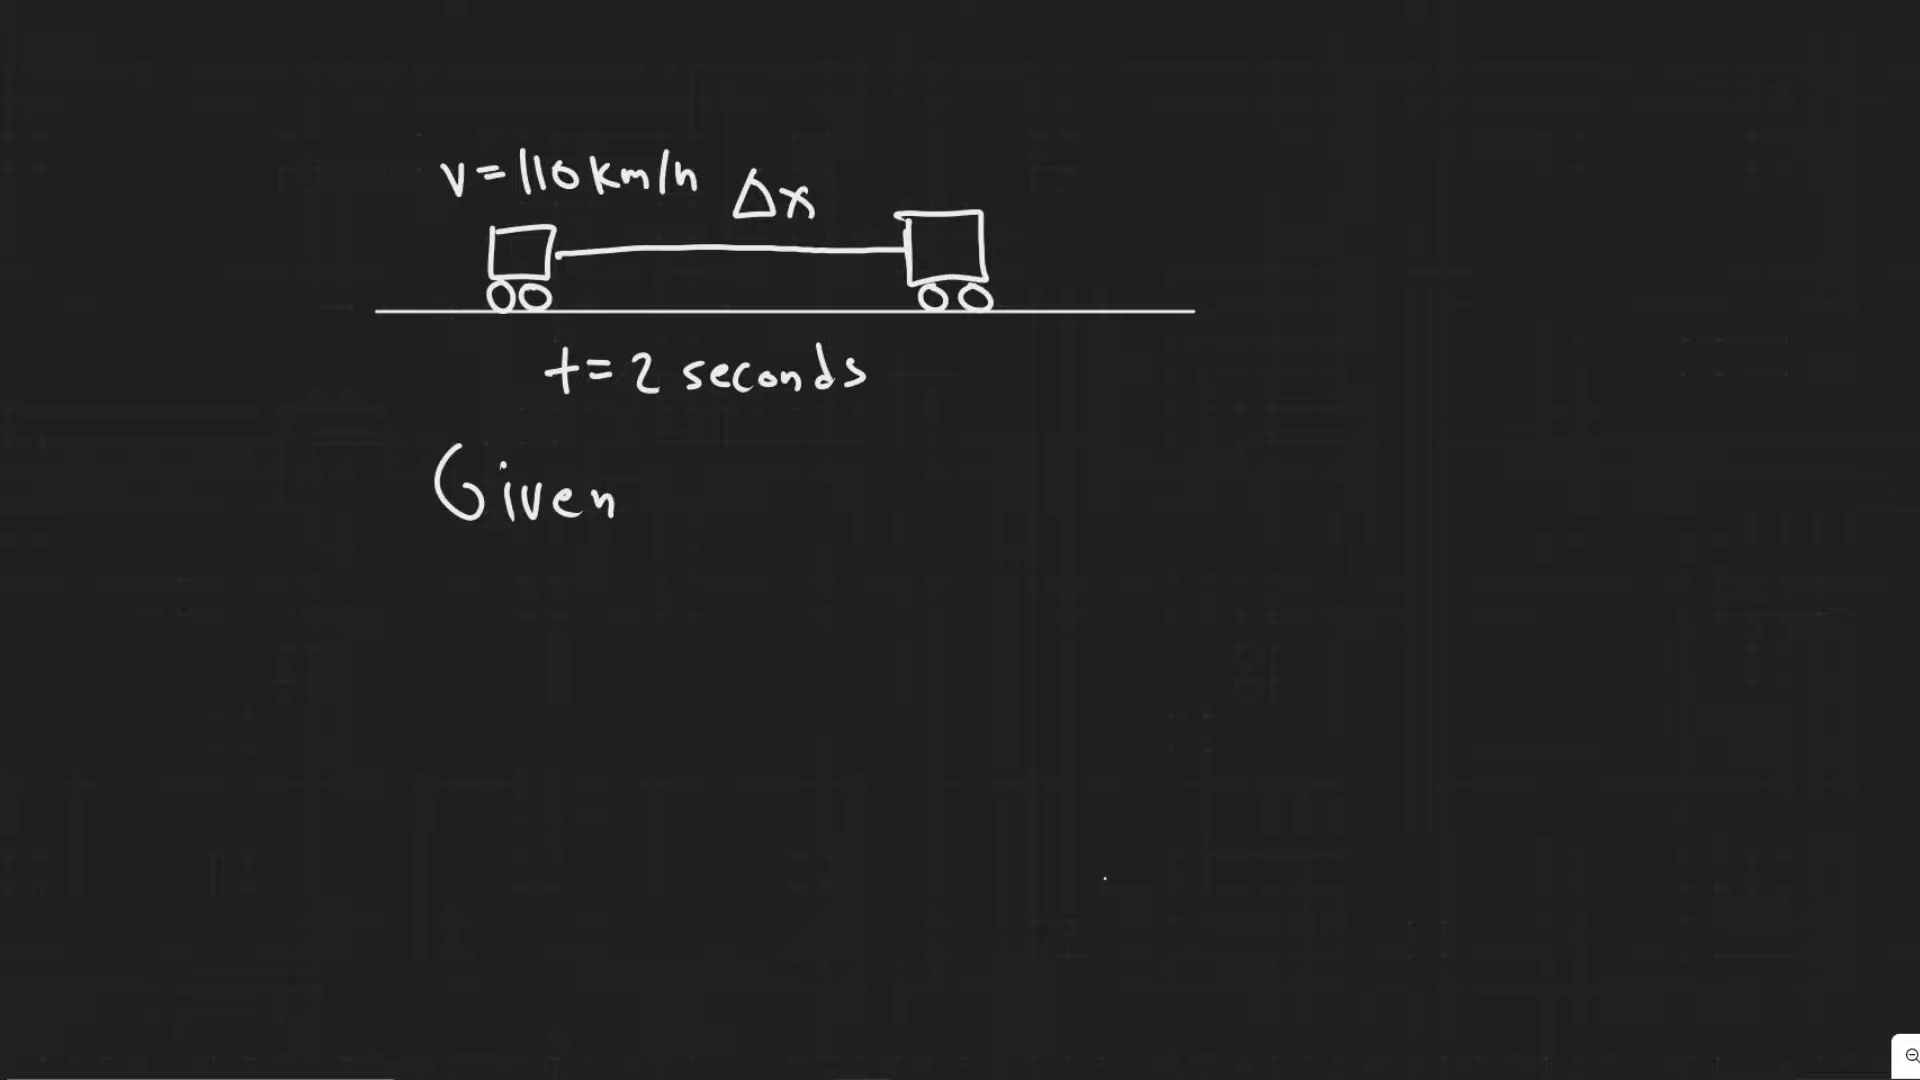 v=110km/h
Δx
t=2 seconds
Given